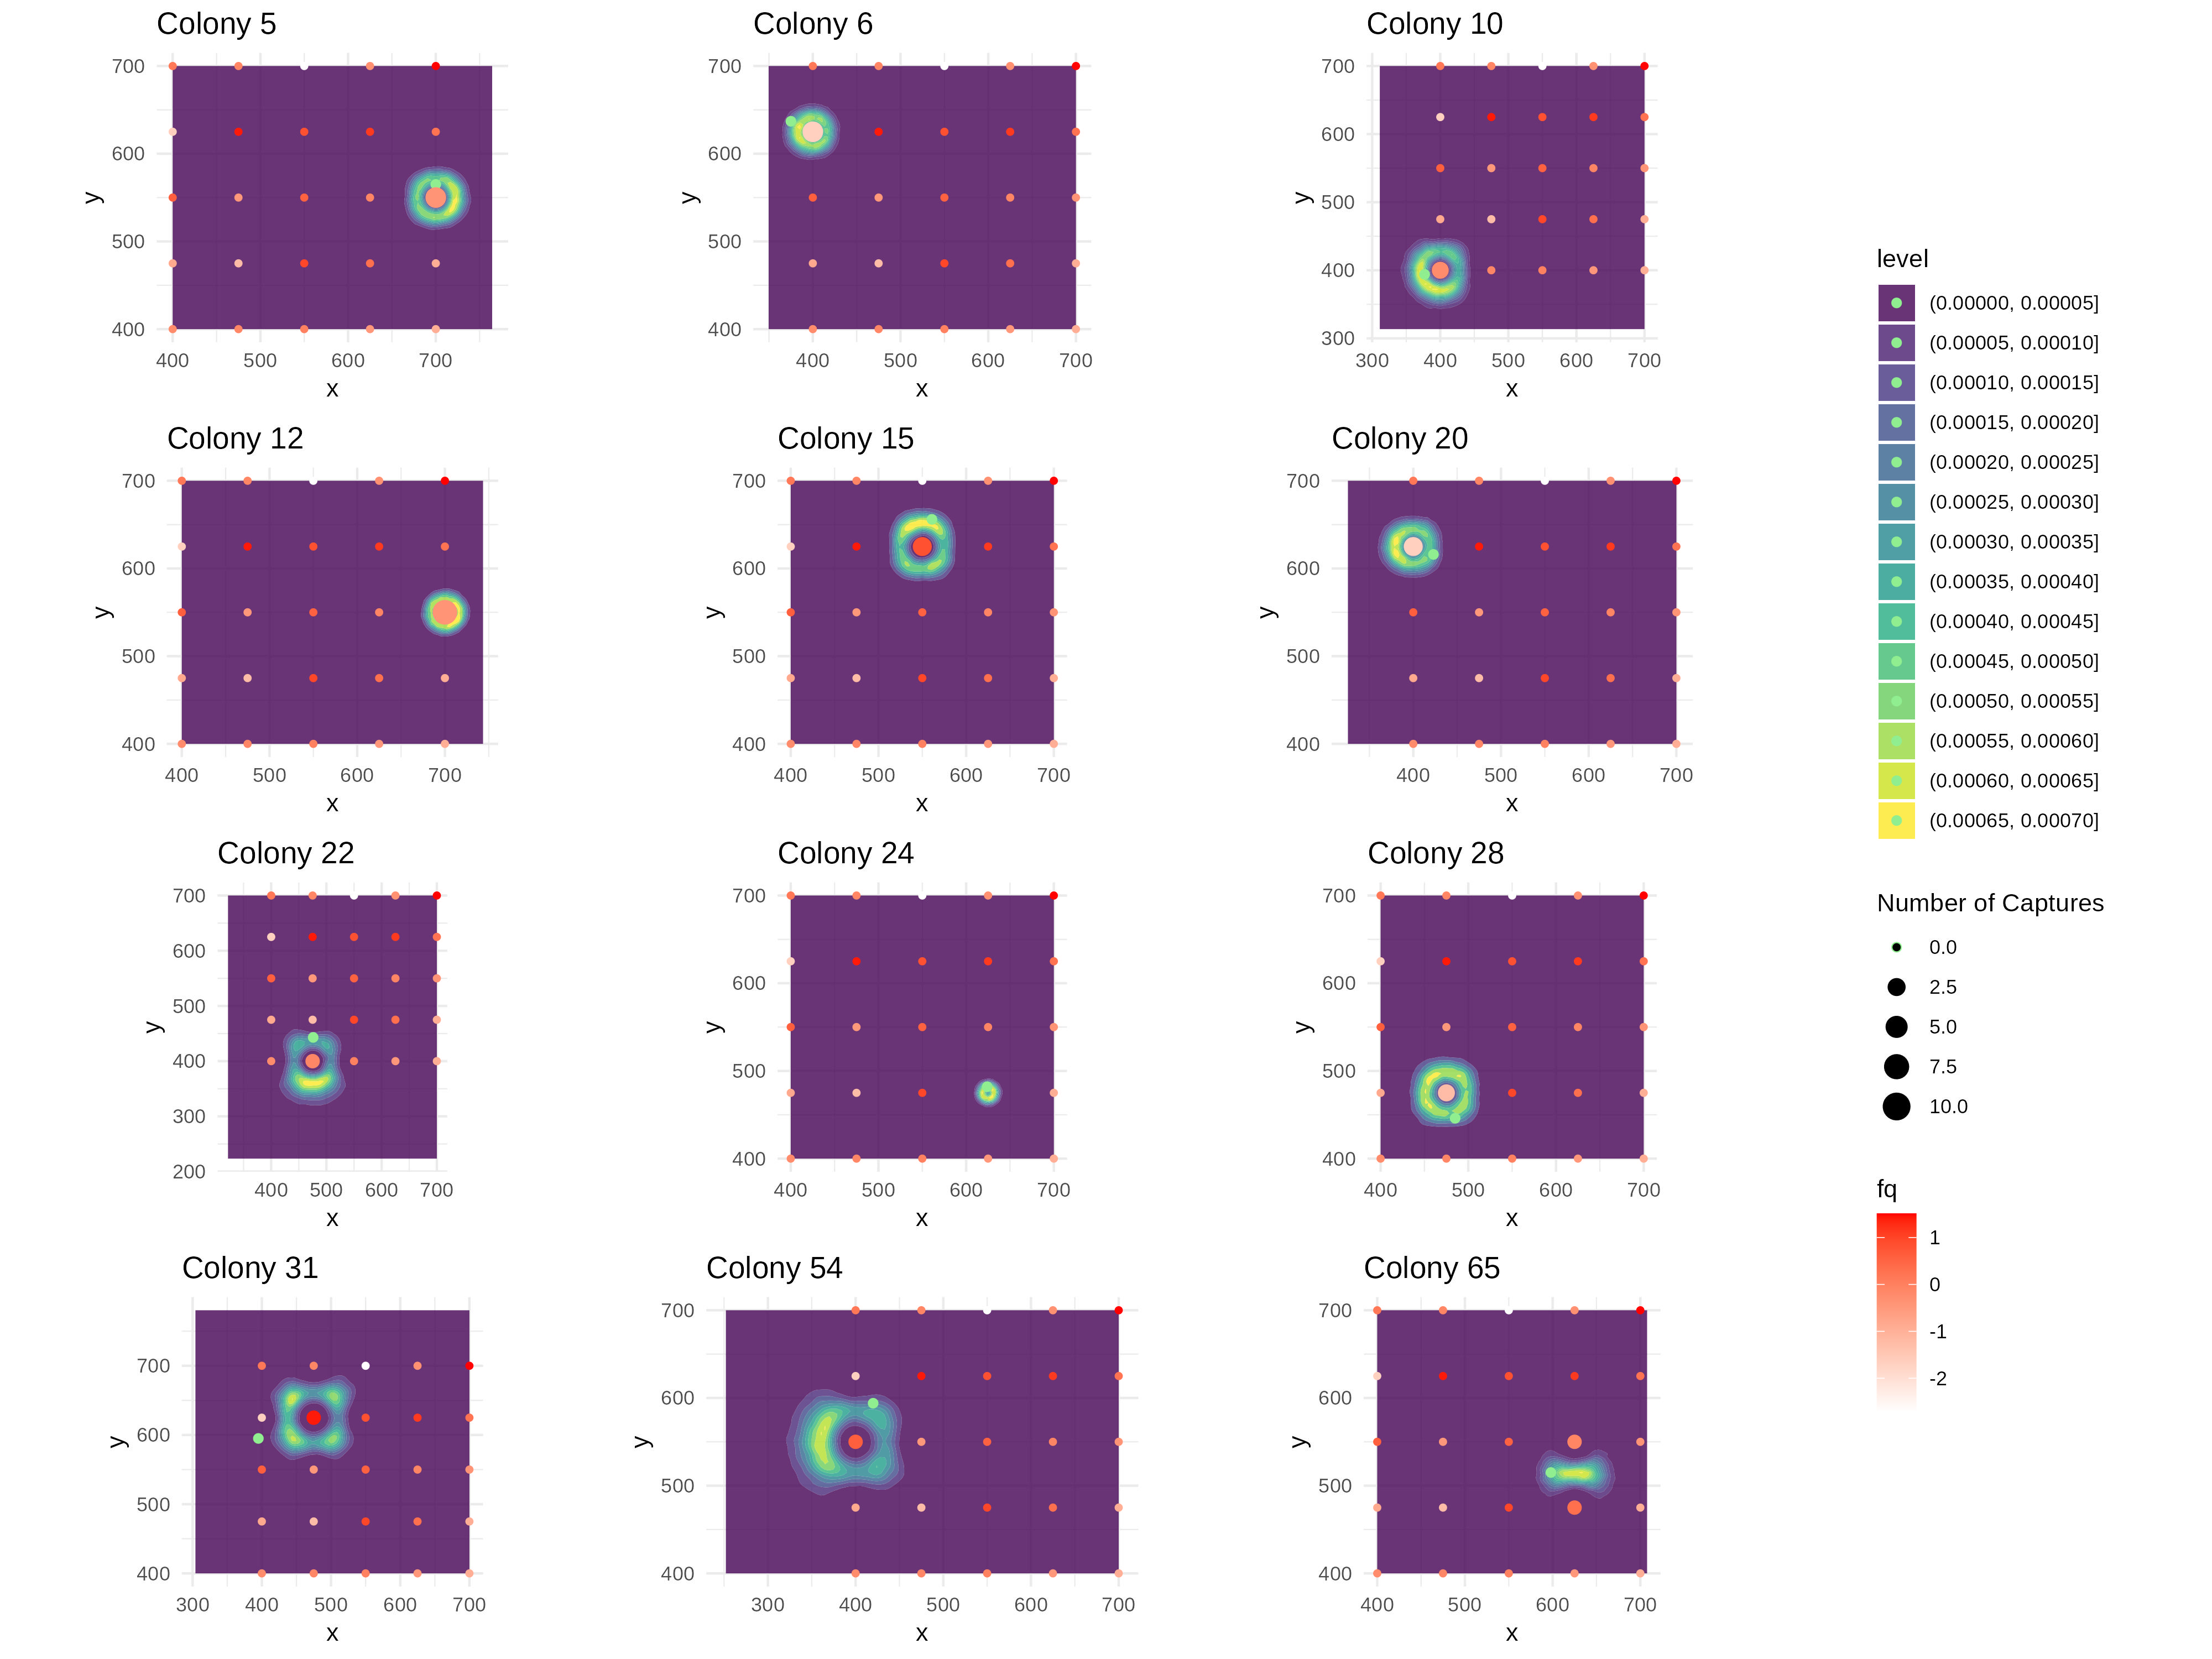 Colony 5
700
600
500
400
y
400 500 600 700
x
Colony 6
700
600
500
400
y
400 500 600 700
x
Colony 10
700
600
500
400
300
y
300 400 500 600 700
x
Colony 12
700
600
500
400
y
400 500 600 700
x
Colony 15
700
600
500
400
y
400 500 600 700
x
Colony 20
700
600
500
400
y
400 500 600 700
x
Colony 22
700
600
500
400
300
200
y
400 500 600 700
x
Colony 24
700
600
500
400
y
400 500 600 700
x
Colony 28
700
600
500
400
y
400 500 600 700
x
Colony 31
700
600
500
400
y
300 400 500 600 700
x
Colony 54
700
600
500
400
y
300 400 500 600 700
x
Colony 65
700
600
500
400
y
400 500 600 700
x
level
(0.00000, 0.00005]
(0.00005, 0.00010]
(0.00010, 0.00015]
(0.00015, 0.00020]
(0.00020, 0.00025]
(0.00025, 0.00030]
(0.00030, 0.00035]
(0.00035, 0.00040]
(0.00040, 0.00045]
(0.00045, 0.00050]
(0.00050, 0.00055]
(0.00055, 0.00060]
(0.00060, 0.00065]
(0.00065, 0.00070]
Number of Captures
0.0
2.5
5.0
7.5
10.0
fq
1
0
-1
-2